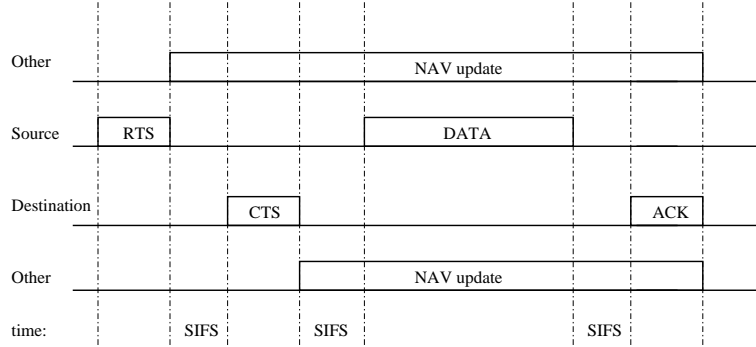 Other
NAV update
Source
RTS
DATA
Destination
CTS
ACK
Other
NAV update
time:
SIFS
SIFS
SIFS